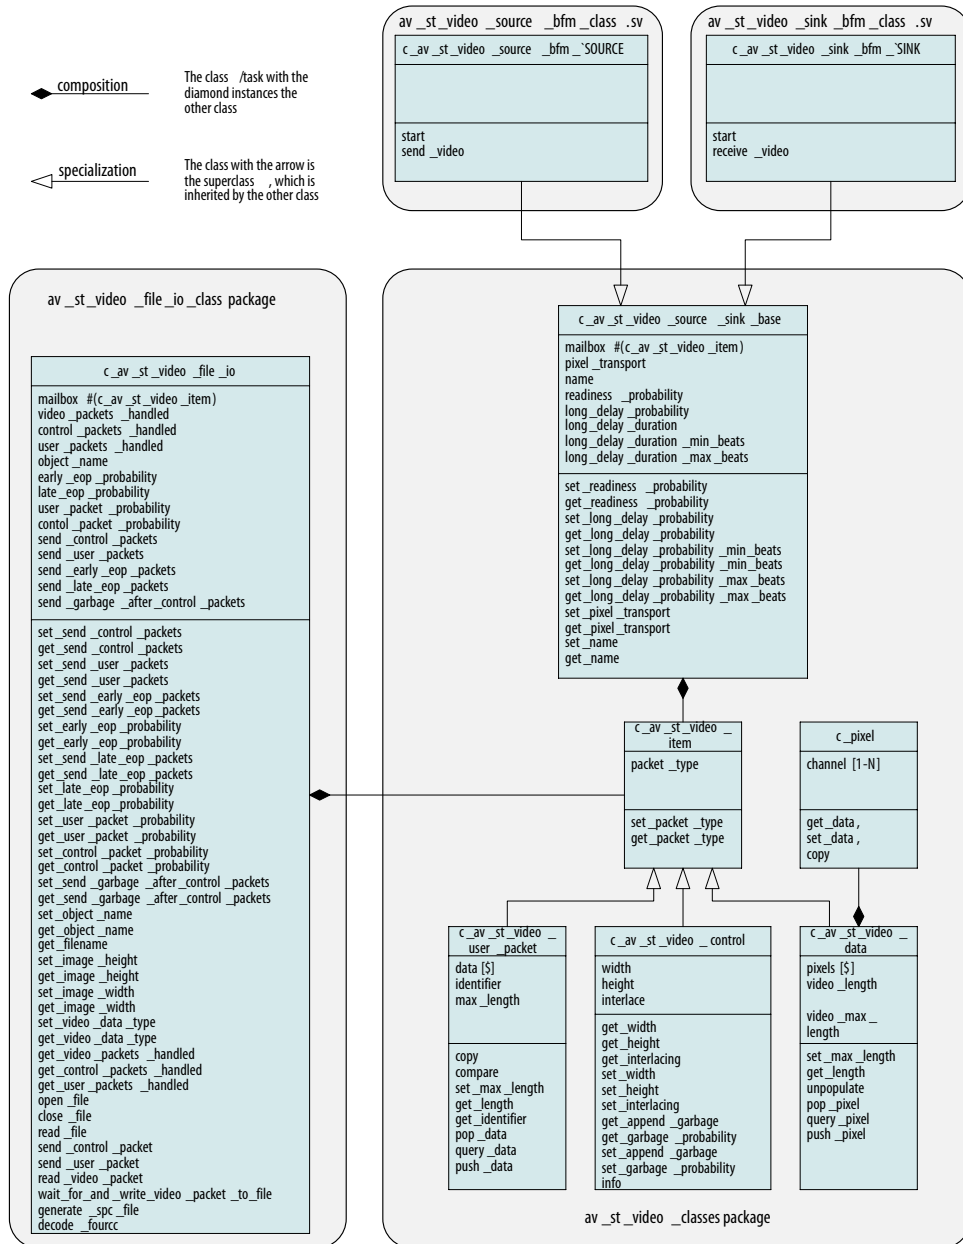 av _st _video _source _bfm _class .sv
c _av _st _video _source _bfm _`SOURCE
start
send _video
av _st _video _sink _bfm _class .sv
c _av _st _video _sink _bfm _`SINK
start
receive _video
composition
The class /task with the
diamond instances the
other class
specialization
The class with the arrow is
the superclass , which is
inherited by the other class
av _st _video _file _io _class package
c _av _st _video _file _io
mailbox #(c _av _st _video _item )
video _packets _handled
control _packets _handled
user _packets _handled
object _name
early _eop _probability
late _eop _probability
user _packet _probability
contol _packet _probability
send _control _packets
send _user _packets
send _early _eop _packets
send _late _eop _packets
send _garbage _after _control _packets
set _send _control _packets
get _send _control _packets
set _send _user _packets
get _send _user _packets
set _send _early _eop _packets
get _send _early _eop _packets
set _early _eop _probability
get _early _eop _probability
set _send _late _eop _packets
get _send _late _eop _packets
set _late _eop _probability
get _late _eop _probability
set _user _packet _probability
get _user _packet _probability
set _control _packet _probability
get _control _packet _probability
set _send _garbage _after _control _packets
get _send _garbage _after _control _packets
set _object _name
get _object _name
get _filename
set _image _height
get _image _height
set _image _width
get _image _width
set _video _data _type
get _video _data _type
get _video _packets _handled
get _control _packets _handled
get _user _packets _handled
open _file
close _file
read _file
send _control _packet
send _user _packet
read _video _packet
wait _for _and _write _video _packet _to _file
generate _spc _file
decode _fourcc
c _av _st _video _source _sink _base
mailbox #(c _av _st _video _item )
pixel _transport
name
readiness _probability
long _delay _probability
long _delay _duration
long _delay _duration _min _beats
long _delay _duration _max _beats
set _readiness _probability
get _readiness _probability
set _long _delay _probability
get _long _delay _probability
set _long _delay _probability _min _beats
get _long _delay _probability _min _beats
set _long _delay _probability _max _beats
get _long _delay _probability _max _beats
set _pixel _transport
get _pixel _transport
set _name
get _name
c _av _st _video _
item
packet _type
set _packet _type
get _packet _type
c _pixel
channel [1-N]
get _data ,
set _data ,
copy
c _av _st _video _
user _packet
data [$]
identifier
max _length
copy
compare
set _max _length
get _length
get _identifier
pop _data
query _data
push _data
c _av _st _video _ control
width
height
interlace
get _width
get _height
get _interlacing
set _width
set _height
set _interlacing
get _append _garbage
get _garbage _probability
set _append _garbage
set _garbage _probability
info
c _av _st _video _
data
pixels [$]
video _length
video _max _
length
set _max _length
get _length
unpopulate
pop _pixel
query _pixel
push _pixel
av _st _video _classes package